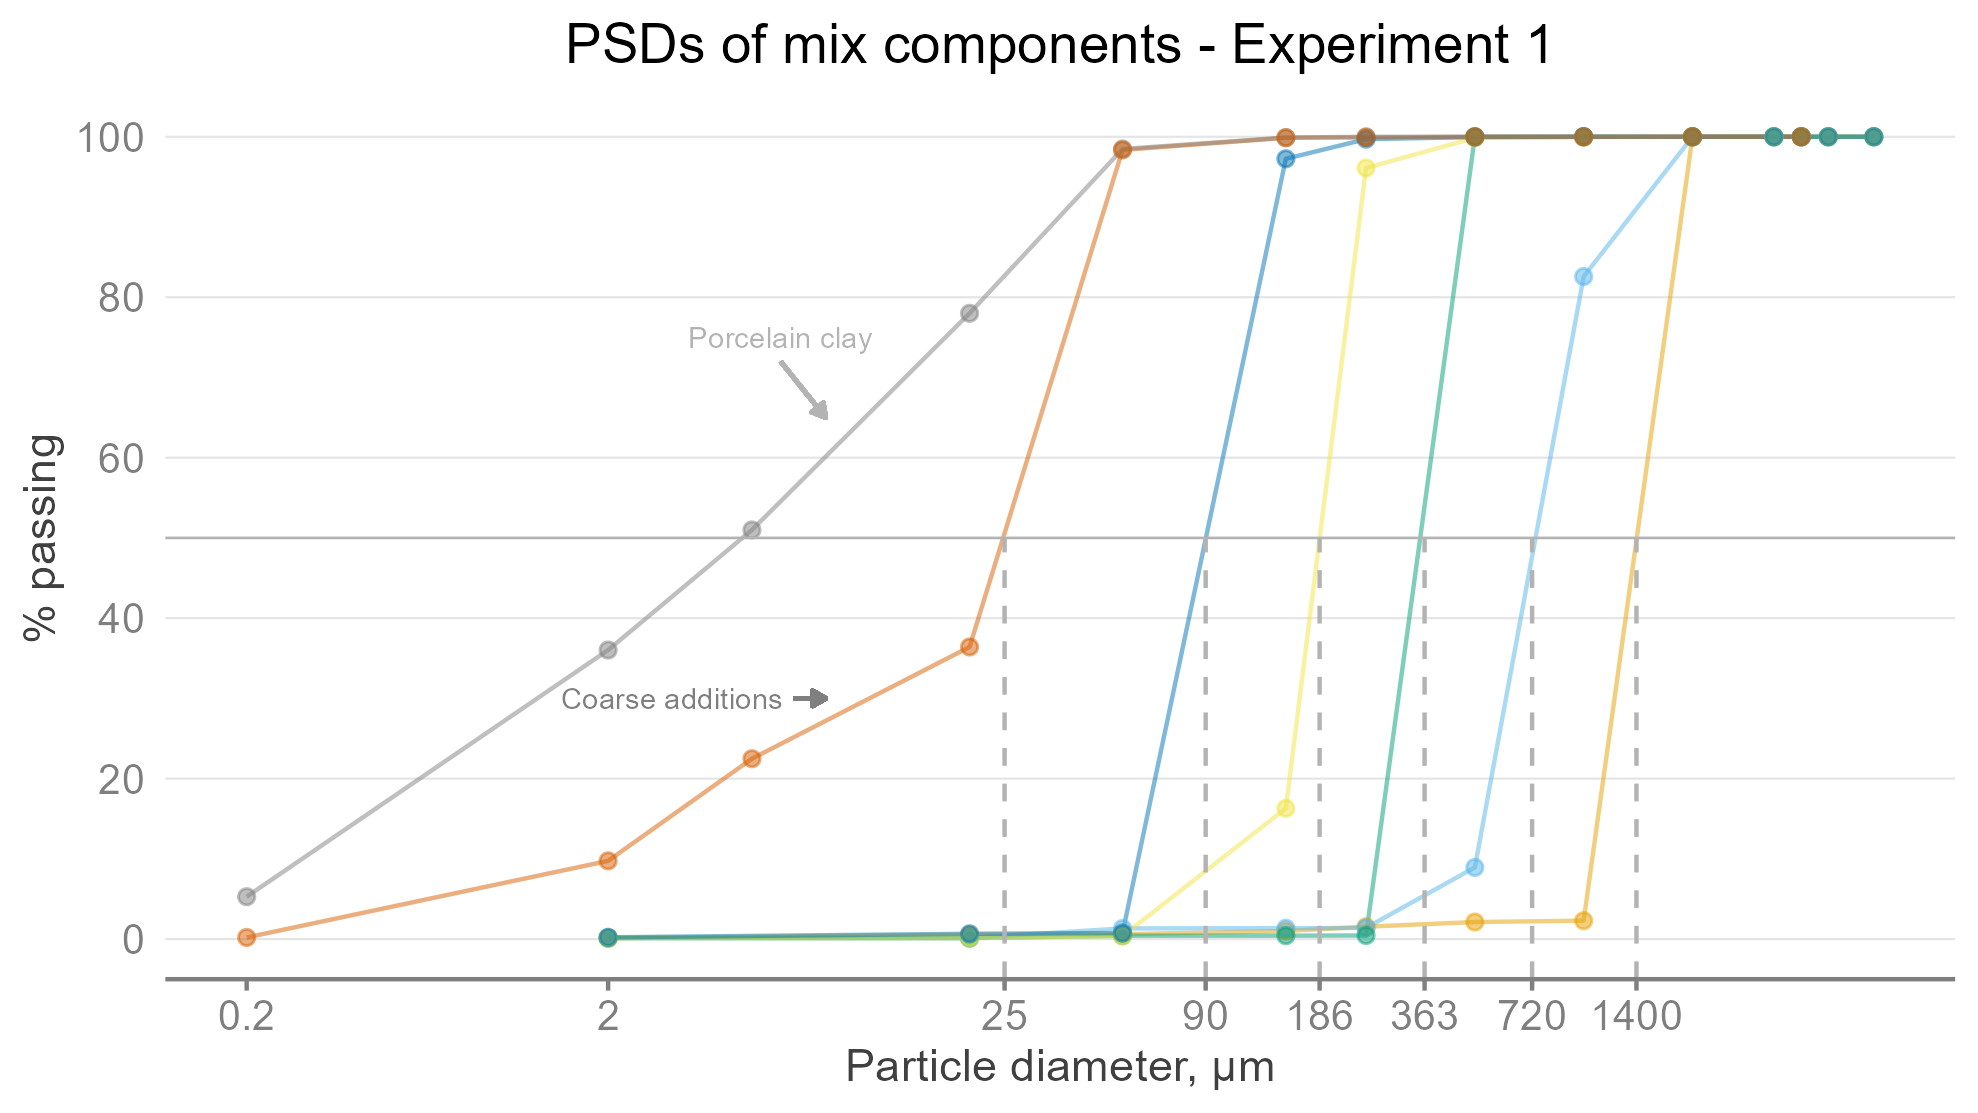 PSDs of mix components - Experiment 1
100
80
60
40
20
0
% passing
Porcelain clay
Coarse additions
0.2 2 25 90 186 363 720 1400
Particle diameter, μm